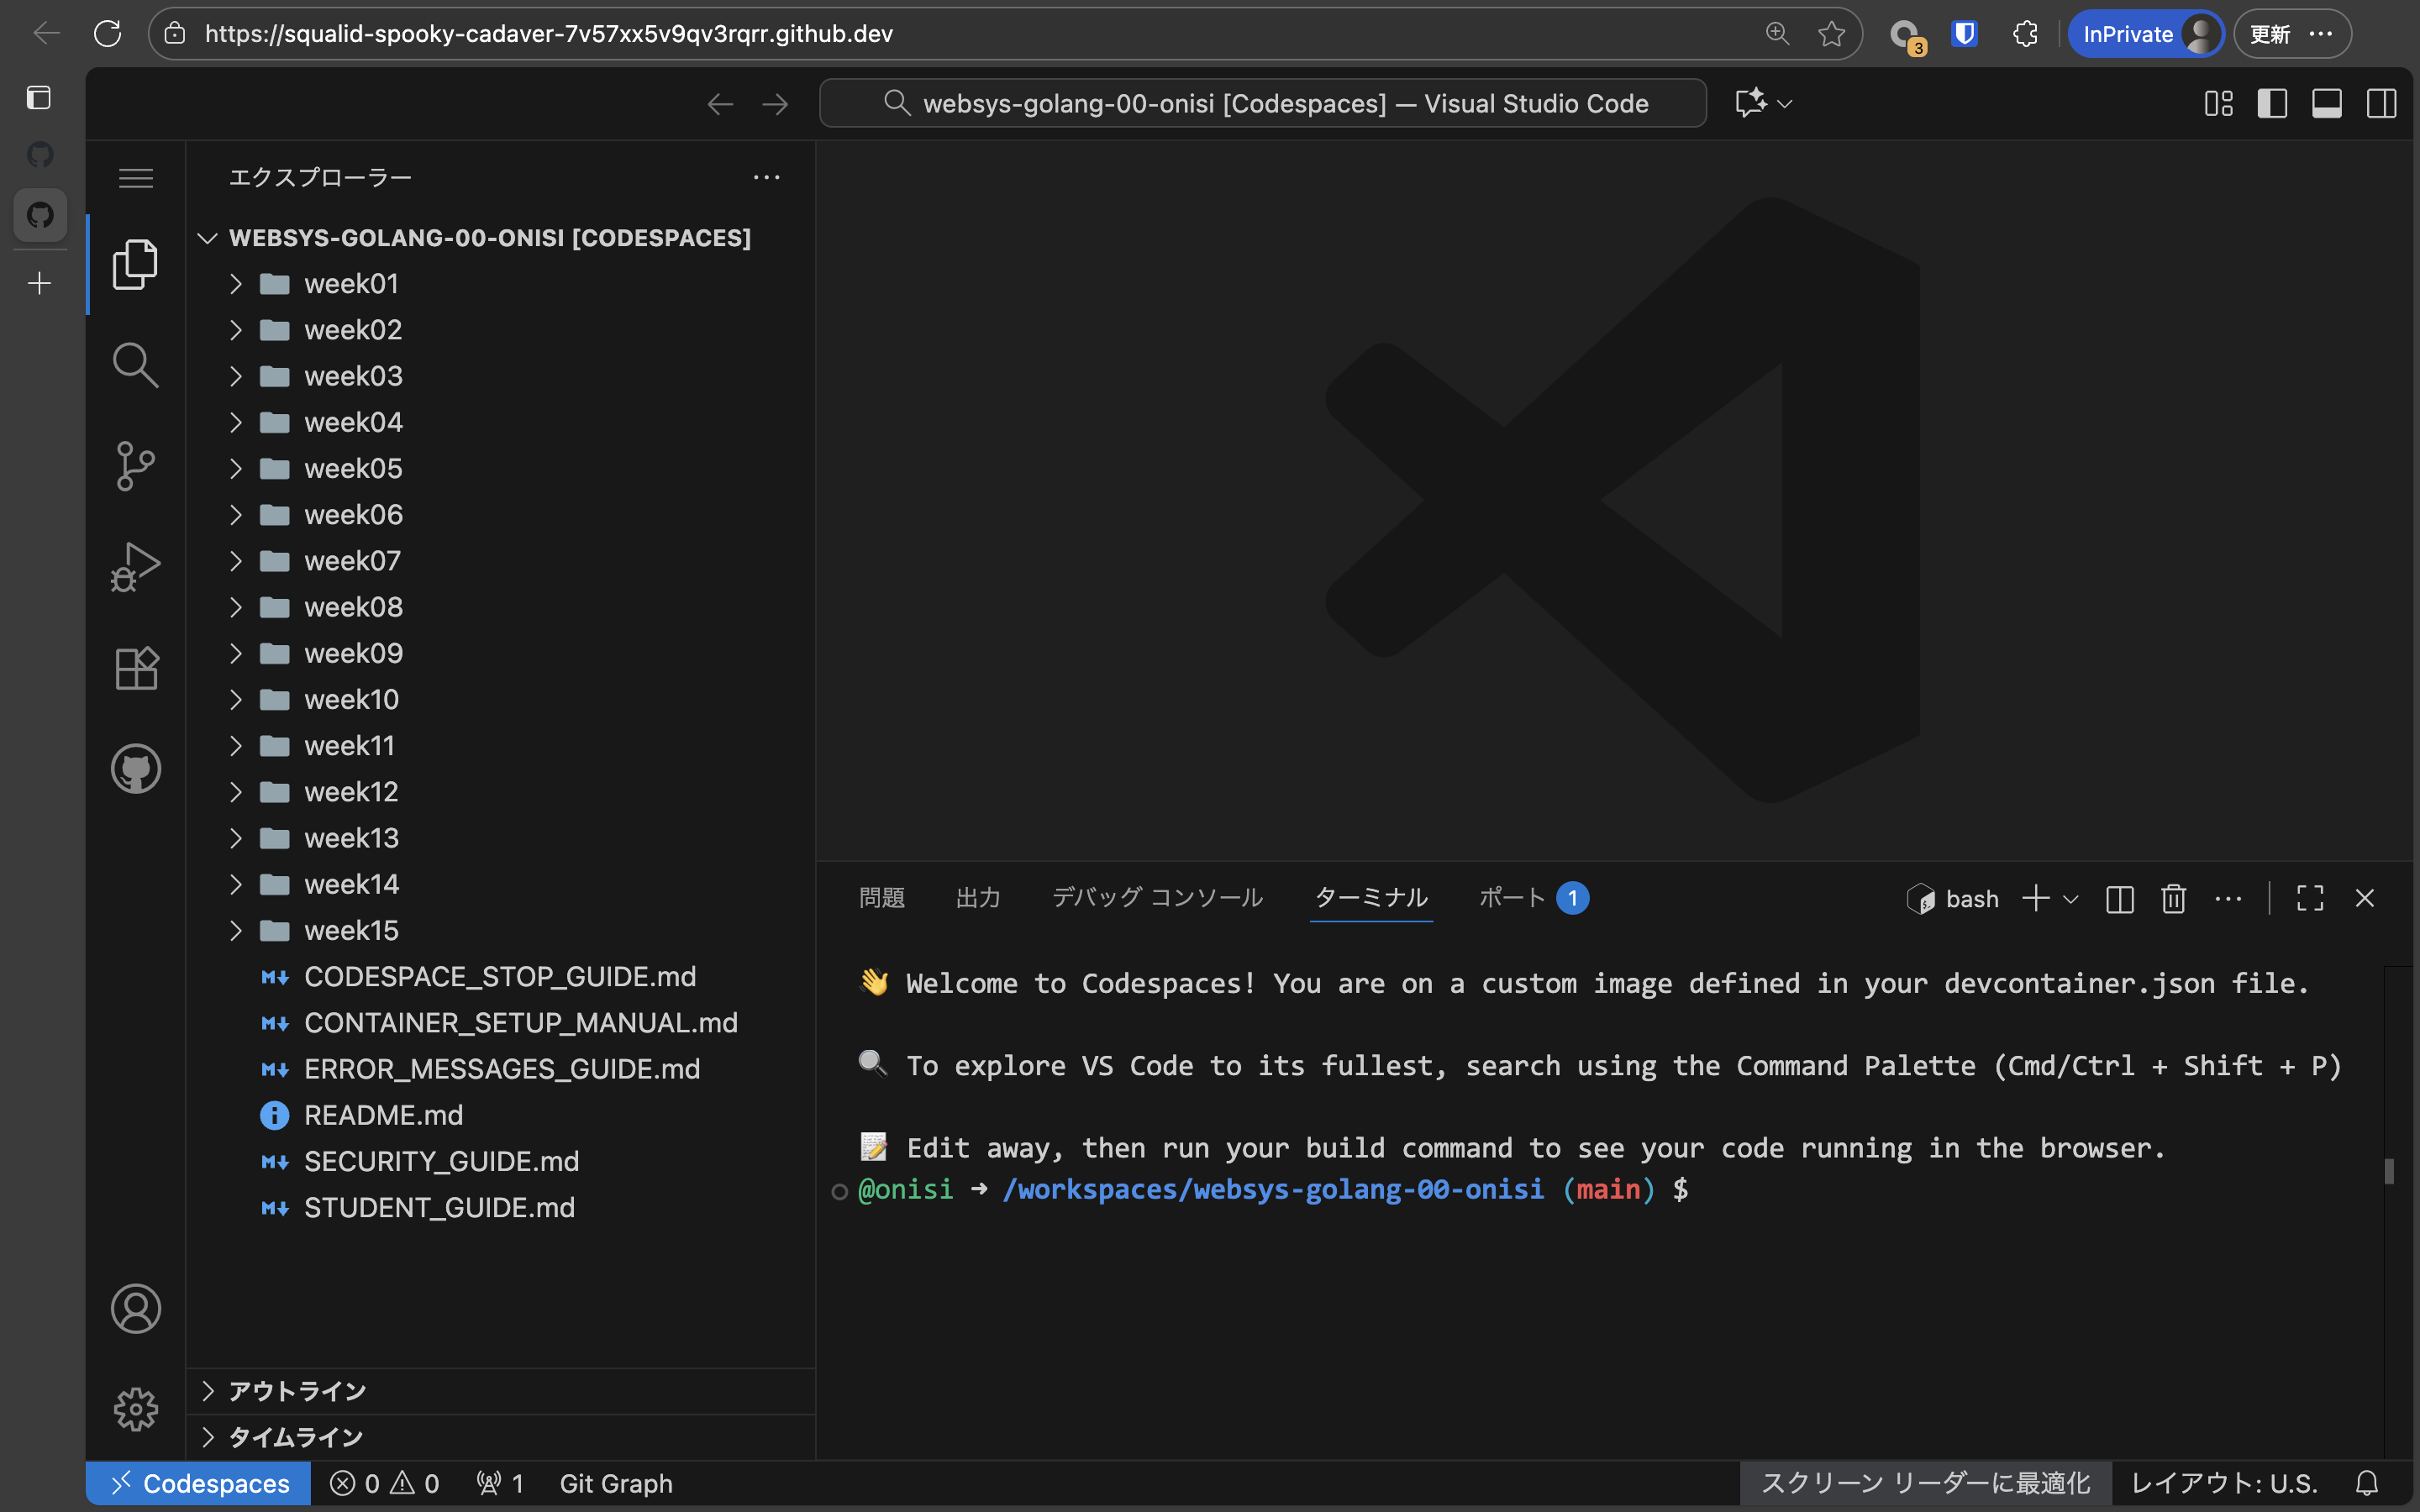 https://squalid-spooky-cadaver-7v57xx5v9qv3rqrr.github.dev
3
InPrivate
更新
websys-golang-00-onisi [Codespaces] — Visual Studio Code
エクスプローラー
WEBSYS-GOLANG-00-ONISI [CODESPACES]
week01
week02
week03
week04
week05
week06
week07
week08
week09
week10
week11
week12
week13
week14
week15
CODESPACE_STOP_GUIDE.md
CONTAINER_SETUP_MANUAL.md
ERROR_MESSAGES_GUIDE.md
README.md
SECURITY_GUIDE.md
STUDENT_GUIDE.md
アウトライン
タイムライン
問題 出力 デバッグ コンソール ターミナル ポート 1 bash
👋 Welcome to Codespaces! You are on a custom image defined in your devcontainer.json file.
🔍 To explore VS Code to its fullest, search using the Command Palette (Cmd/Ctrl + Shift + P)
📝 Edit away, then run your build command to see your code running in the browser.
@onisi ➜ /workspaces/websys-golang-00-onisi (main) $
Codespaces 0 0 1 Git Graph スクリーン リーダーに最適化 レイアウト: U.S.